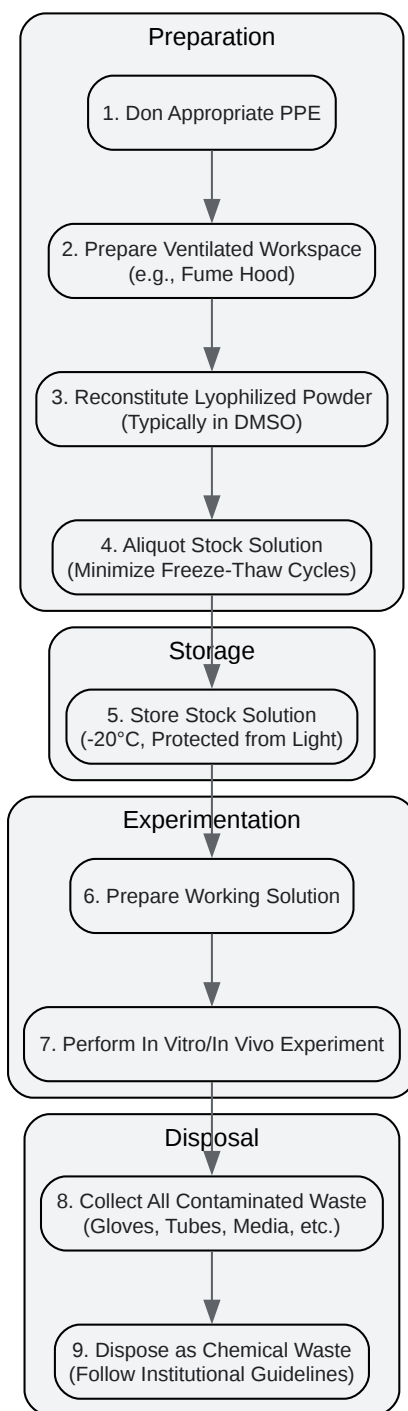 Preparation
1. Don Appropriate PPE
2. Prepare Ventilated Workspace
(e.g., Fume Hood)
3. Reconstitute Lyophilized Powder
(Typically in DMSO)
4. Aliquot Stock Solution
(Minimize Freeze-Thaw Cycles)
Storage
5. Store Stock Solution
(-20°C, Protected from Light)
Experimentation
6. Prepare Working Solution
7. Perform In Vitro/In Vivo Experiment
Disposal
8. Collect All Contaminated Waste
(Gloves, Tubes, Media, etc.)
9. Dispose as Chemical Waste
(Follow Institutional Guidelines)